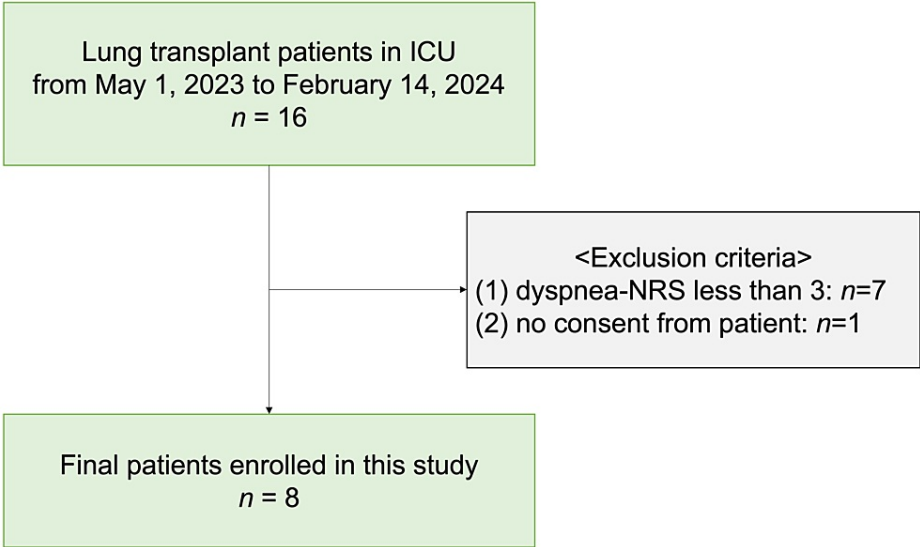 Lung transplant patients in ICU
from May 1, 2023 to February 14, 2024
n = 16
<Exclusion criteria>
(1) dyspnea-NRS less than 3: n=7
(2) no consent from patient: n=1
Final patients enrolled in this study
n = 8